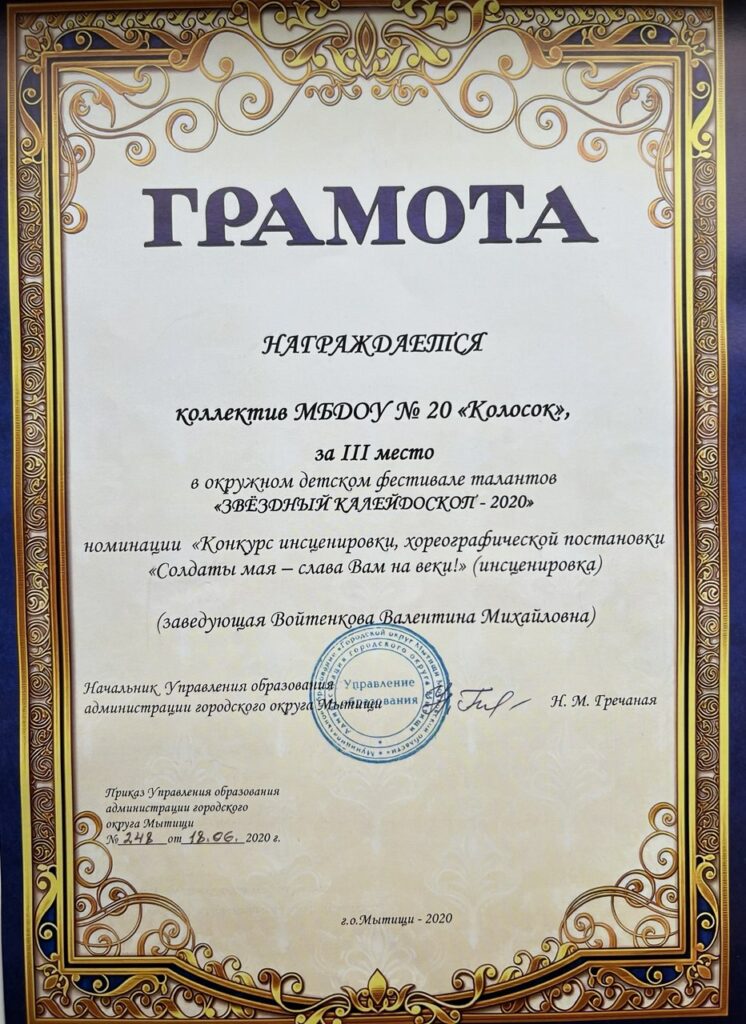 ГРАМОТА
НАГРАЖДАЕТСЯ
коллектив МБДОУ № 20 «Колосок»,
за III место
в окружном детском фестивале талантов
«ЗВЁЗДНЫЙ КАЛЕЙДОСКОП - 2020»
номинации «Конкурс инсценировки, хореографической постановки
«Солдаты мая – слава Вам на веки!» (инсценировка)
(заведующая Войтенкова Валентина Михайловна)
Начальник Управления образования
администрации городского округа Мытищи
Н. М. Гречаная
Управление
образования
Приказ Управления образования
администрации городского
округа Мытищи
№ 248 от 18.06. 2020 г.
г.о.Мытищи - 2020